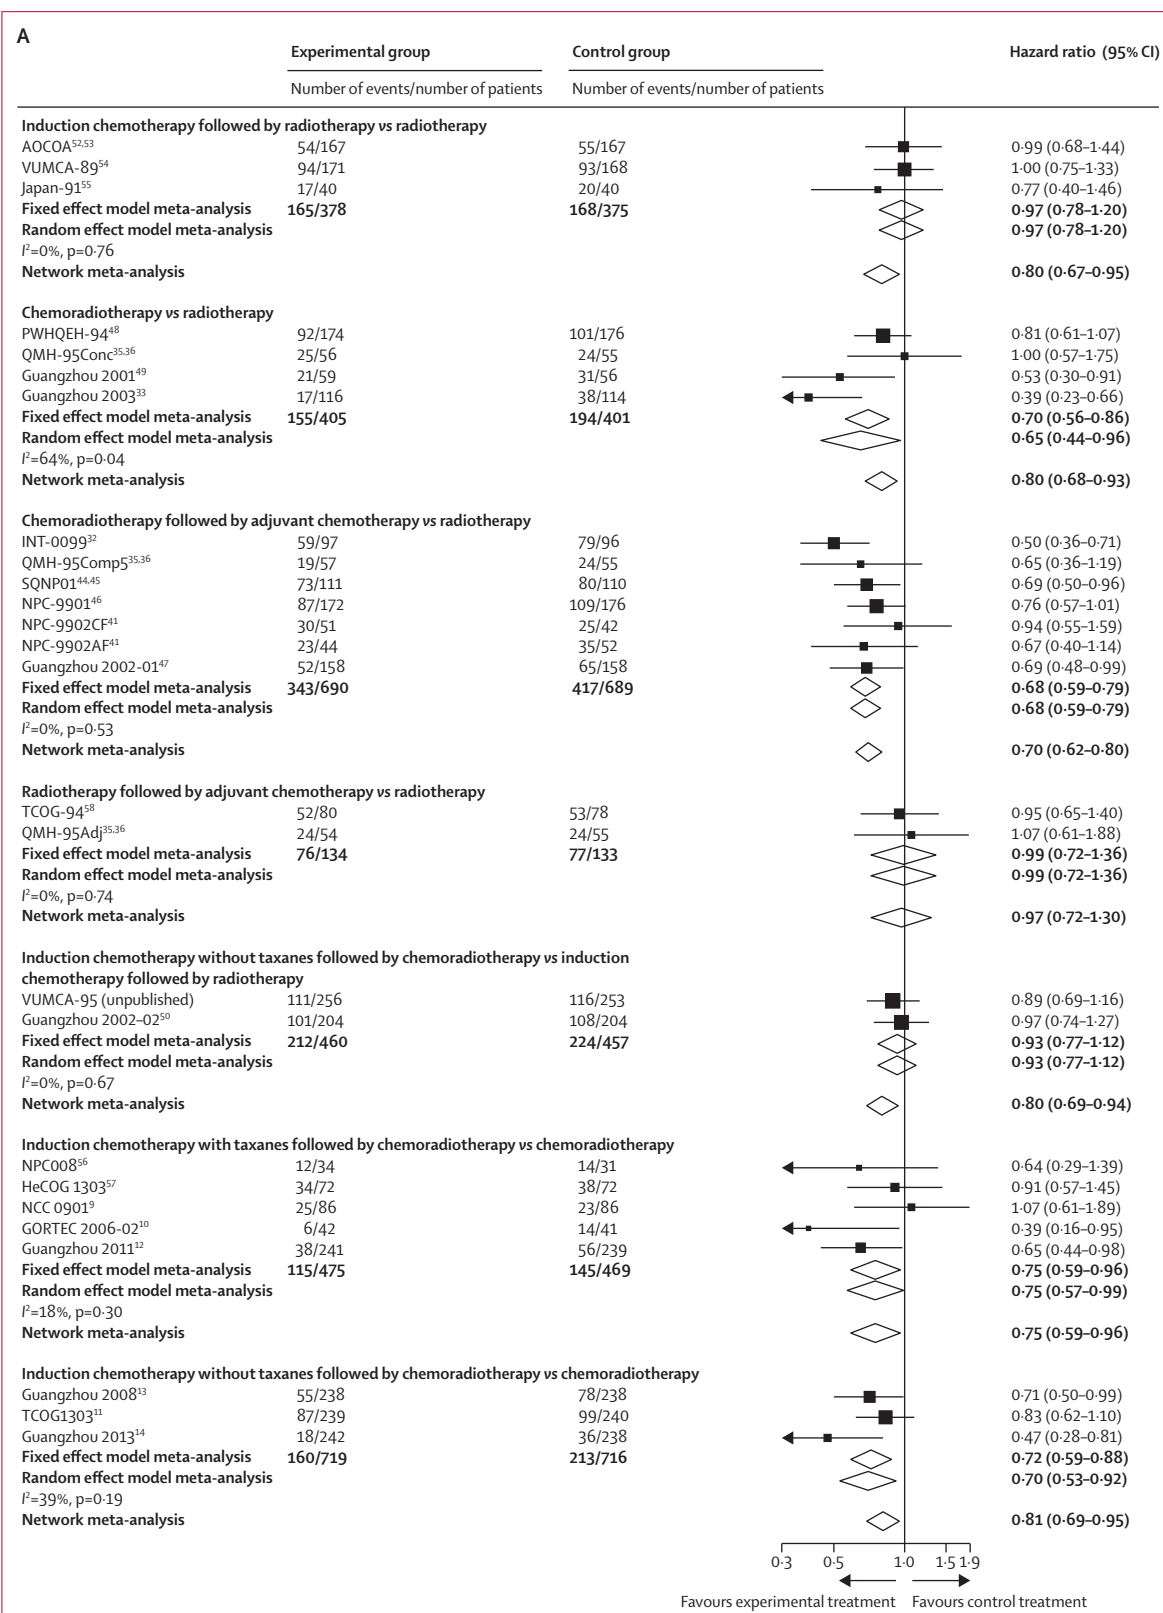 A
Experimental group Control group Hazard ratio (95% CI)
Number of events/number of patients Number of events/number of patients
Induction chemotherapy followed by radiotherapy vs radiotherapy
AOCOA52,53 54/167 55/167 0·99 (0·68–1·44)
VUMCA-8954 94/171 93/168 1·00 (0·75–1·33)
Japan-9155 17/40 20/40 0·77 (0·40–1·46)
Fixed effect model meta-analysis 165/378 168/375 0·97 (0·78–1·20)
Random effect model meta-analysis 0·97 (0·78–1·20)
I²=0%, p=0·76
Network meta-analysis 0·80 (0·67–0·95)
Chemoradiotherapy vs radiotherapy
PWHQEH-9448 92/174 101/176 0·81 (0·61–1·07)
QMH-95Conc35,36 25/56 24/55 1·00 (0·57–1·75)
Guangzhou 200149 21/59 31/56 0·53 (0·30–0·91)
Guangzhou 200333 17/116 38/114 0·39 (0·23–0·66)
Fixed effect model meta-analysis 155/405 194/401 0·70 (0·56–0·86)
Random effect model meta-analysis 0·65 (0·44–0·96)
I²=64%, p=0·04
Network meta-analysis 0·80 (0·68–0·93)
Chemoradiotherapy followed by adjuvant chemotherapy vs radiotherapy
INT-009932 59/97 79/96 0·50 (0·36–0·71)
QMH-95Comp535,36 19/57 24/55 0·65 (0·36–1·19)
SQNP0144,45 73/111 80/110 0·69 (0·50–0·96)
NPC-990146 87/172 109/176 0·76 (0·57–1·01)
NPC-9902CF41 30/51 25/42 0·94 (0·55–1·59)
NPC-9902AF41 23/44 35/52 0·67 (0·40–1·14)
Guangzhou 2002-0147 52/158 65/158 0·69 (0·48–0·99)
Fixed effect model meta-analysis 343/690 417/689 0·68 (0·59–0·79)
Random effect model meta-analysis 0·68 (0·59–0·79)
I²=0%, p=0·53
Network meta-analysis 0·70 (0·62–0·80)
Radiotherapy followed by adjuvant chemotherapy vs radiotherapy
TCOG-9458 52/80 53/78 0·95 (0·65–1·40)
QMH-95Adj35,36 24/54 24/55 1·07 (0·61–1·88)
Fixed effect model meta-analysis 76/134 77/133 0·99 (0·72–1·36)
Random effect model meta-analysis 0·99 (0·72–1·36)
I²=0%, p=0·74
Network meta-analysis 0·97 (0·72–1·30)
Induction chemotherapy without taxanes followed by chemoradiotherapy vs induction
chemotherapy followed by radiotherapy
VUMCA-95 (unpublished) 111/256 116/253 0·89 (0·69–1·16)
Guangzhou 2002–0250 101/204 108/204 0·97 (0·74–1·27)
Fixed effect model meta-analysis 212/460 224/457 0·93 (0·77–1·12)
Random effect model meta-analysis 0·93 (0·77–1·12)
I²=0%, p=0·67
Network meta-analysis 0·80 (0·69–0·94)
Induction chemotherapy with taxanes followed by chemoradiotherapy vs chemoradiotherapy
NPC00856 12/34 14/31 0·64 (0·29–1·39)
HeCOG 130357 34/72 38/72 0·91 (0·57–1·45)
NCC 09019 25/86 23/86 1·07 (0·61–1·89)
GORTEC 2006-0210 6/42 14/41 0·39 (0·16–0·95)
Guangzhou 201112 38/241 56/239 0·65 (0·44–0·98)
Fixed effect model meta-analysis 115/475 145/469 0·75 (0·59–0·96)
Random effect model meta-analysis 0·75 (0·57–0·99)
I²=18%, p=0·30
Network meta-analysis 0·75 (0·59–0·96)
Induction chemotherapy without taxanes followed by chemoradiotherapy vs chemoradiotherapy
Guangzhou 200813 55/238 78/238 0·71 (0·50–0·99)
TCOG130311 87/239 99/240 0·83 (0·62–1·10)
Guangzhou 201314 18/242 36/238 0·47 (0·28–0·81)
Fixed effect model meta-analysis 160/719 213/716 0·72 (0·59–0·88)
Random effect model meta-analysis 0·70 (0·53–0·92)
I²=39%, p=0·19
Network meta-analysis 0·81 (0·69–0·95)
0·3 0·5 1·0 1·5 1·9
Favours experimental treatment Favours control treatment